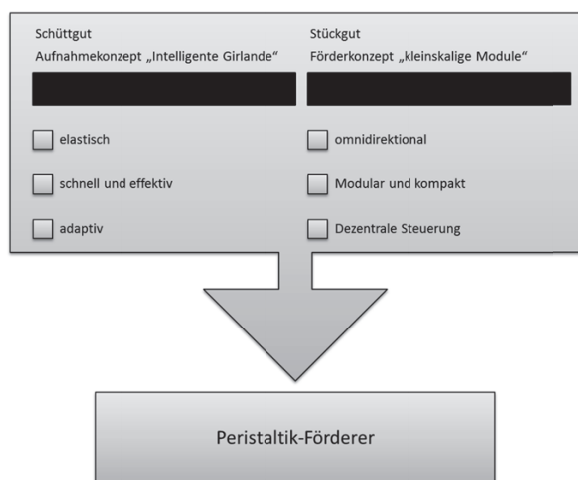 Schüttgut
Aufnahmekonzept „Intelligente Girlande“
elastisch
schnell und effektiv
adaptiv
Stückgut
Förderkonzept „kleinskalige Module“
omnidirektional
Modular und kompakt
Dezentrale Steuerung
Peristaltik-Förderer